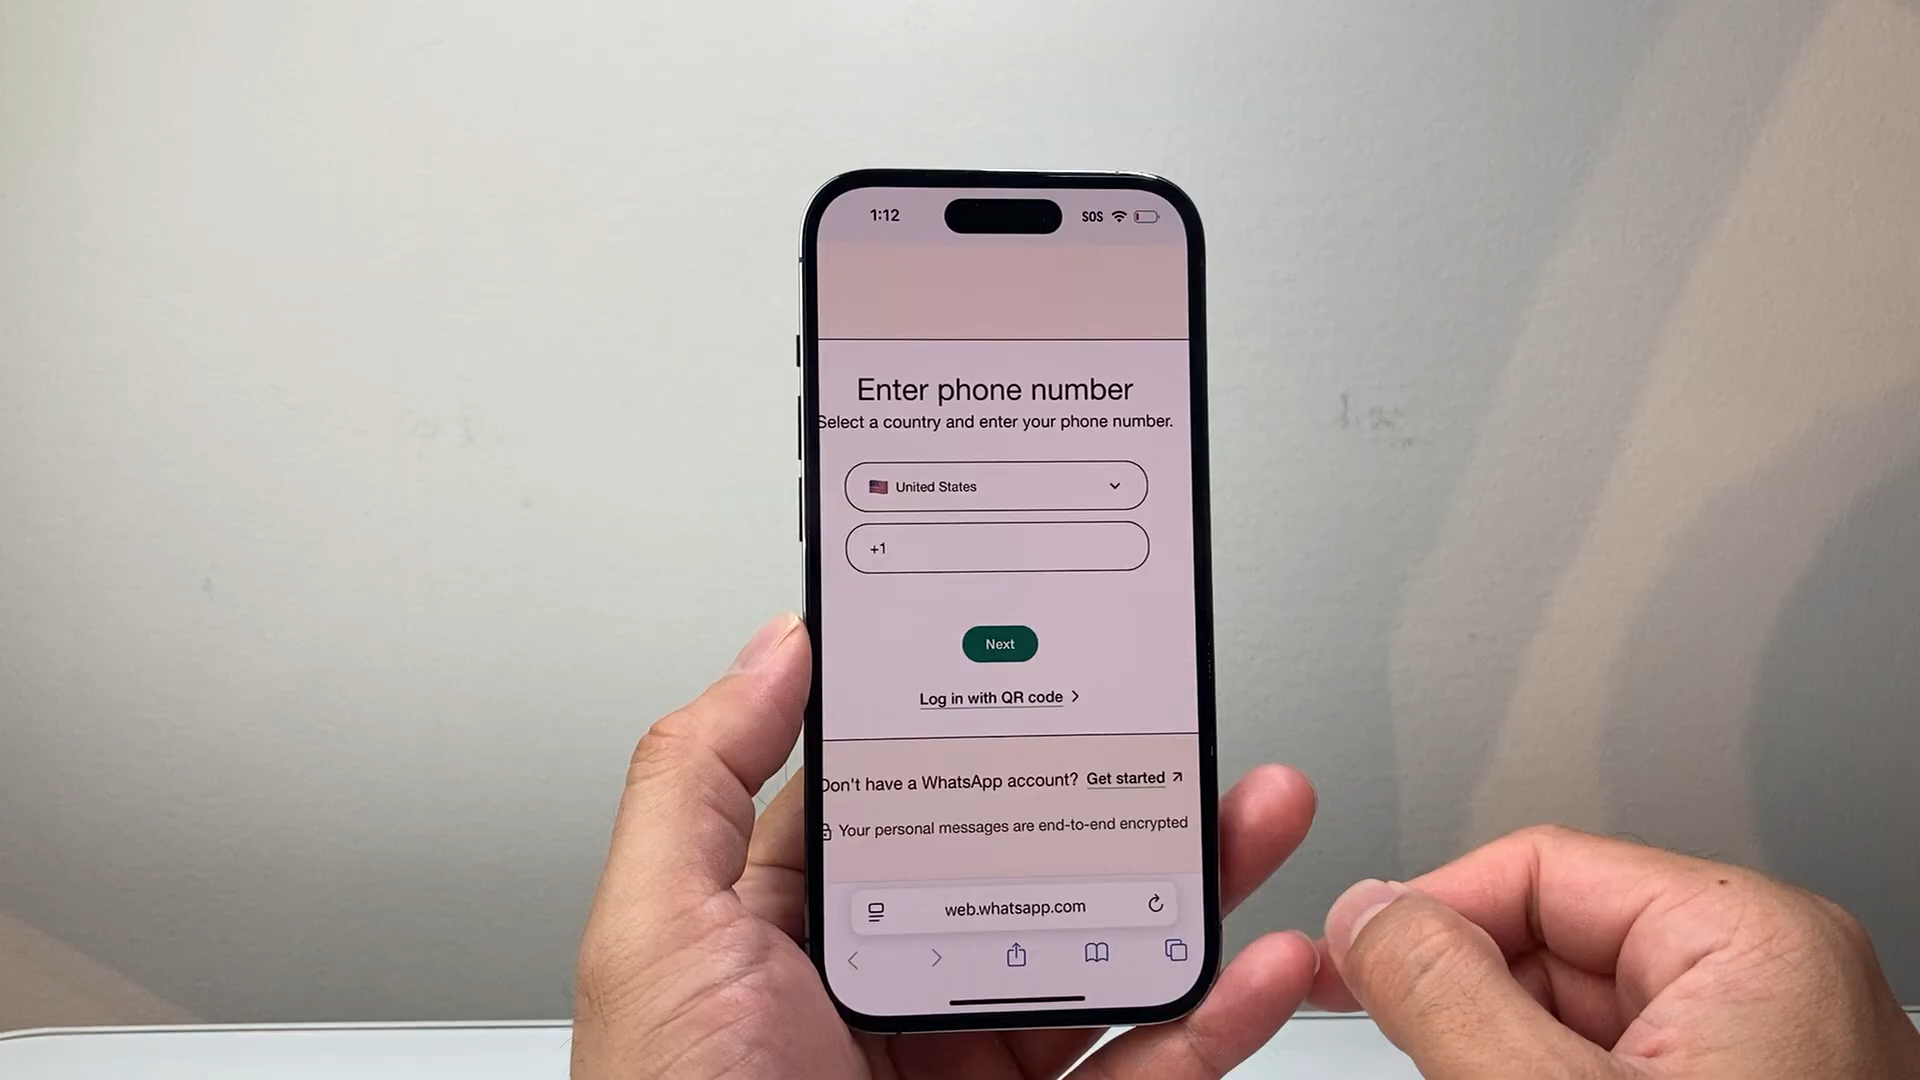 1:12 SOS
Enter phone number
Select a country and enter your phone number.
United States
+1
Next
Log in with QR code
Don't have a WhatsApp account? Get started
Your personal messages are end-to-end encrypted
web.whatsapp.com